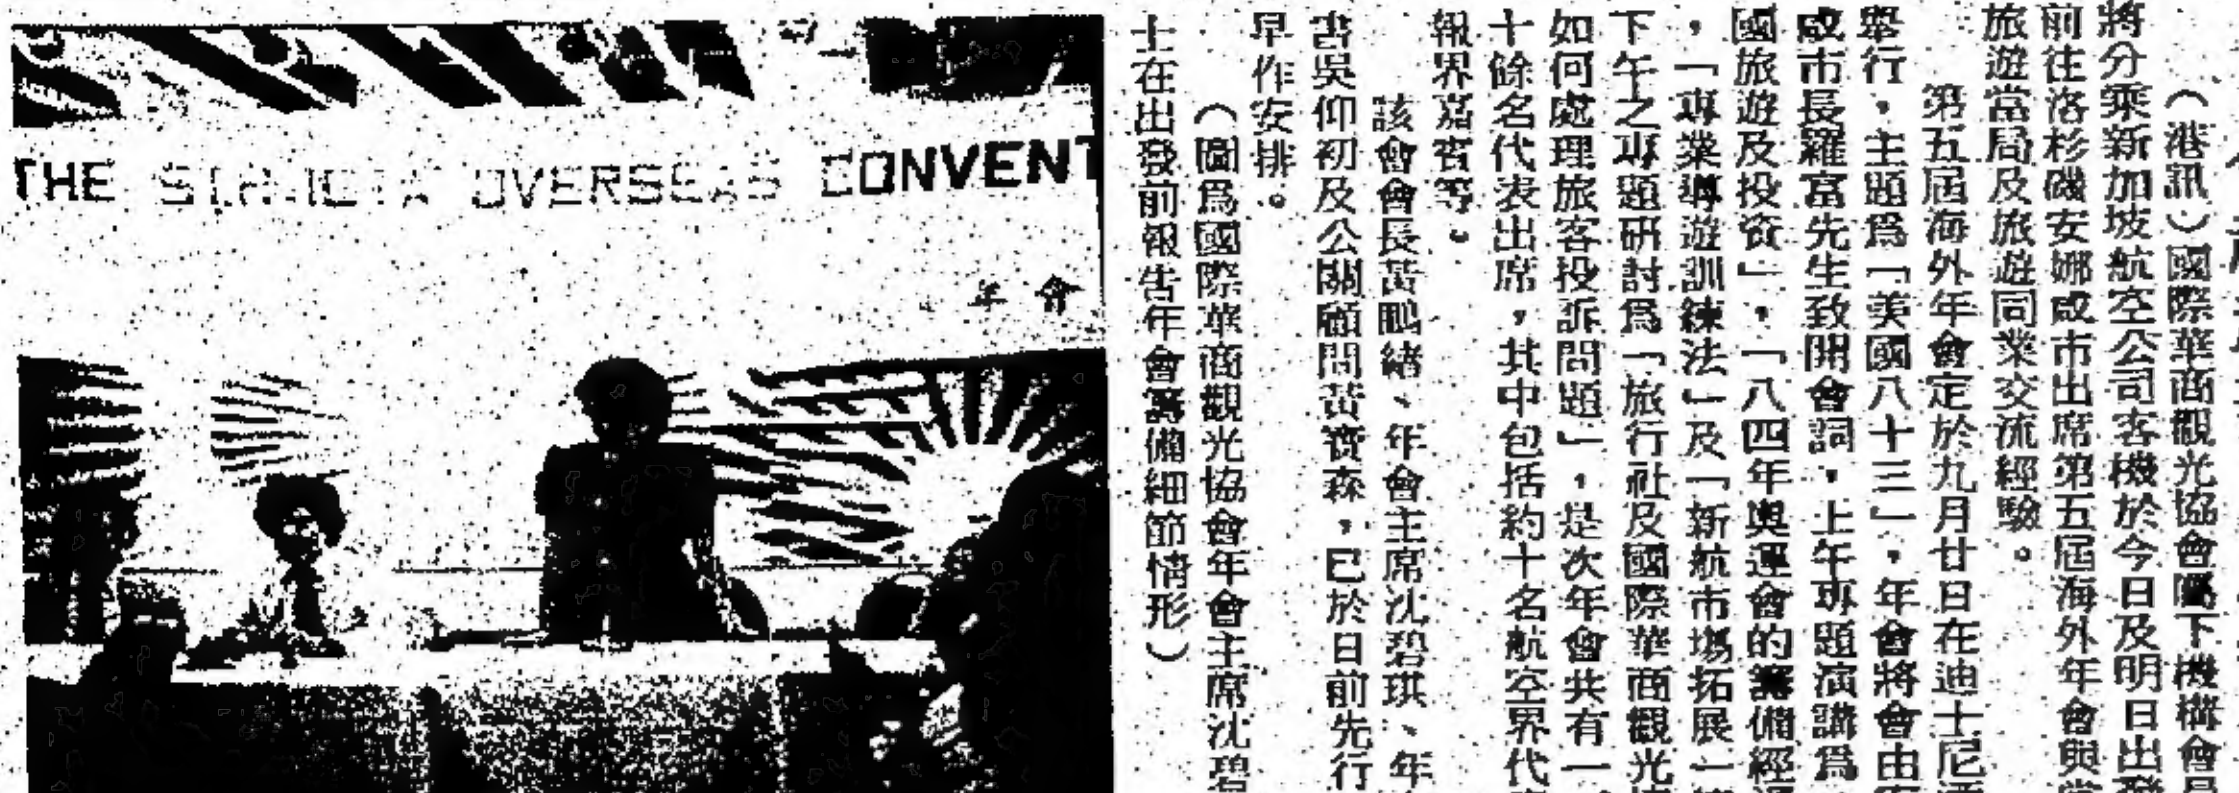 （港訊）國際華商觀光協會屬下機構會員
將分乘新加坡航空公司客機於今日及明日出發
前往洛杉磯安娜咸市出席第五屆海外年會與當
旅遊當局及旅遊同業交流經驗。
第五屆海外年會定於九月廿日在迪士尼酒
舉行，主題爲「美國八十三」，年會將會由
咸市長羅富先生致開會詞，上午專題演講爲
國旅遊及投資」，「八四年奧運會的籌備經
，「專業導遊訓練法」及「新航市場拓展一
下午之專題研討爲「旅行社及國際華商觀光
如何處理旅客投訴問題」，是次年會共有一
十餘名代表出席，其中包括約十名航空界代
報界嘉賓等。
該會會長黃鵬緒、年會主席沈碧琪、年
書吳仰初及公關顧問黃寶森，已於日前先行
早作安排。
（圖爲國際華商觀光協會年會主席沈碧
士在出發前報告年會籌備細節情形）
THE OVERSEAS CONVENT
年會